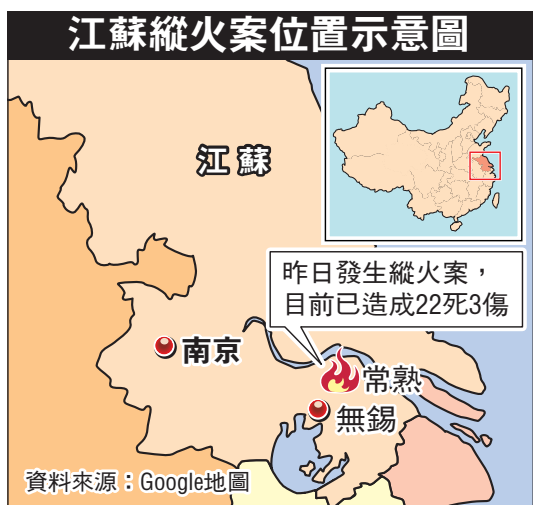 江蘇縱火案位置示意圖
江蘇
昨日發生縱火案，
目前已造成22死3傷
南京
常熟
無錫
資料來源：Google地圖